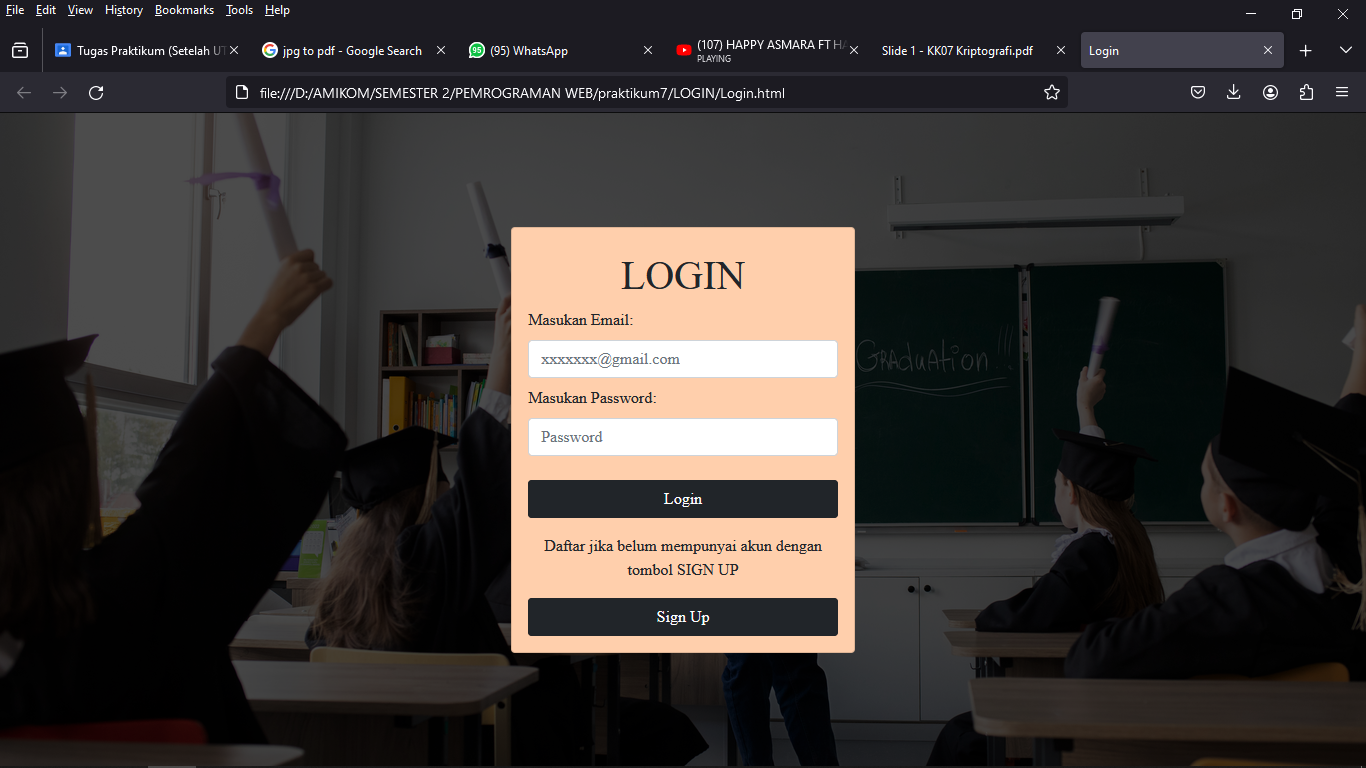 File Edit View History Bookmarks Tools Help
Tugas Praktikum (Setelah UT
jpg to pdf - Google Search
95
(95) WhatsApp
(107) HAPPY ASMARA FT HA
PLAYING
Slide 1 - KK07 Kriptografi.pdf
Login
file:///D:/AMIKOM/SEMESTER 2/PEMROGRAMAN WEB/praktikum7/LOGIN/Login.html
LOGIN
Masukan Email:
xxxxxxx@gmail.com
Masukan Password:
Password
Login
Daftar jika belum mempunyai akun dengan
tombol SIGN UP
Sign Up
GRADUATION!!!